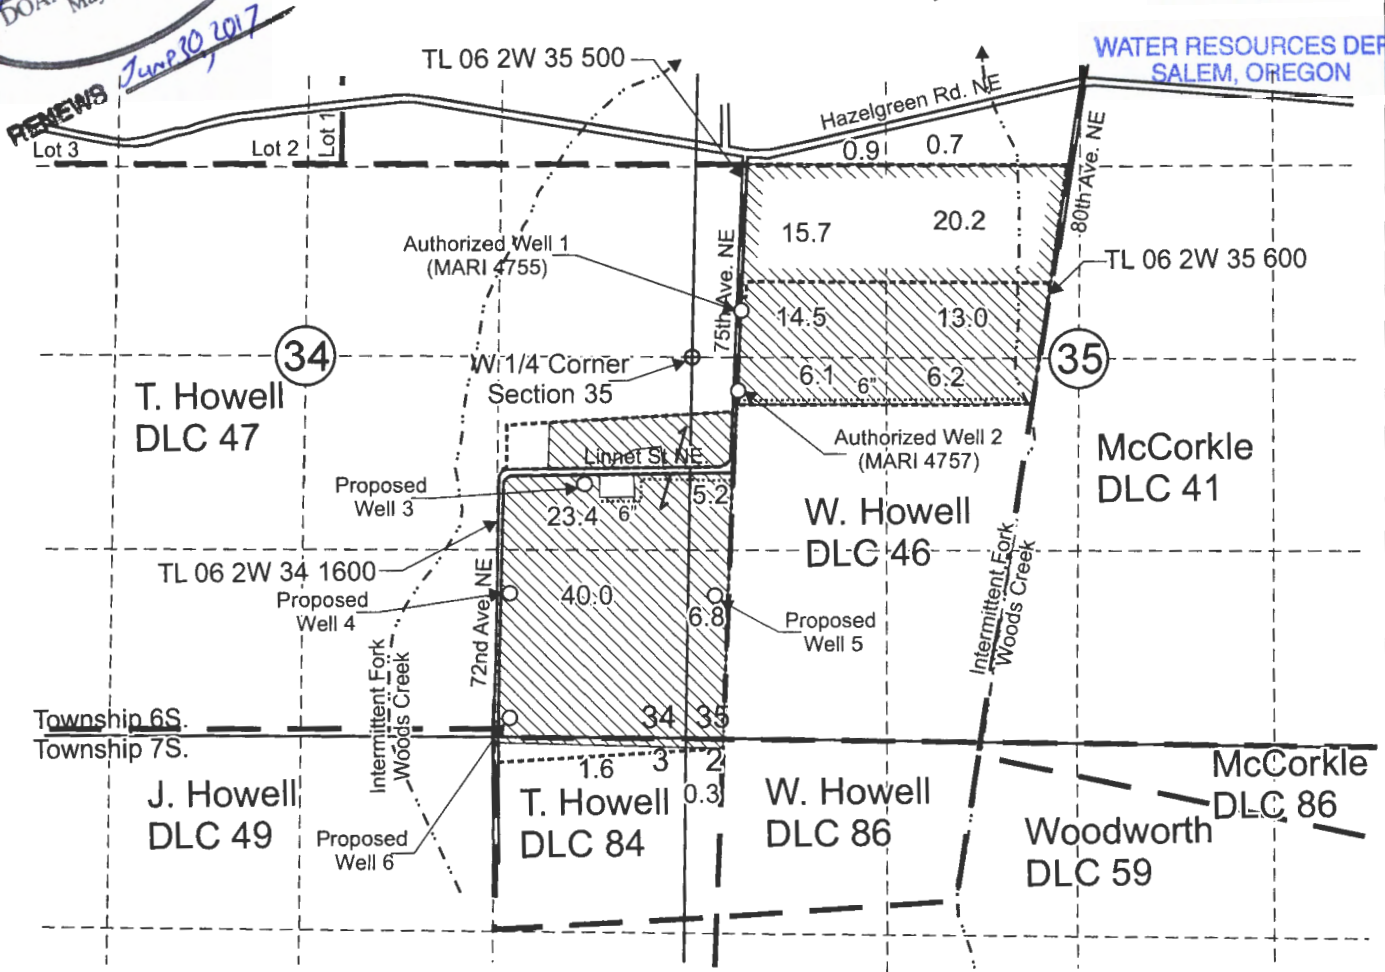 June 30, 2017
RENEWS
WATER RESOURCES DEP
SALEM, OREGON
TL 06 2W 35 500
Hazelgreen Rd. NE
Lot 3
Lot 2
Lot 1
0.9
0.7
80th Ave. NE
15.7
20.2
Authorized Well 1
(MARI 4755)
75th Ave. NE
TL 06 2W 35 600
14.5
13.0
34
W 1/4 Corner
Section 35
35
6.1
6"
6.2
T. Howell
DLC 47
Authorized Well 2
(MARI 4757)
McCorkle
DLC 41
Linnet St NE.
Proposed
Well 3
5.2
23.4
6"
W. Howell
DLC 46
TL 06 2W 34 1600
Proposed
Well 4
40.0
6.8
Proposed
Well 5
72nd Ave. NE
Intermittent Fork
Woods Creek
Intermittent Fork
Woods Creek
34
35
Township 6S.
Township 7S.
3
2
1.6
0.3
J. Howell
DLC 49
T. Howell
DLC 84
W. Howell
DLC 86
McCorkle
DLC 86
Woodworth
DLC 59
Proposed
Well 6